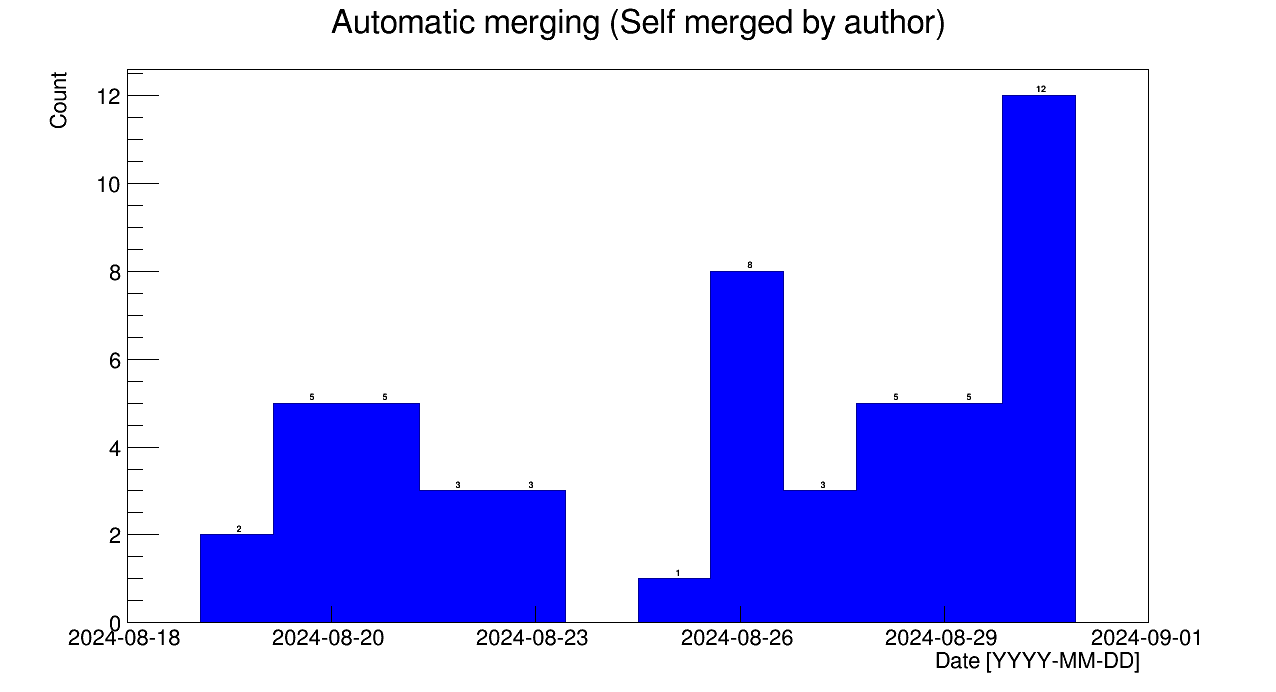 Automatic merging (Self merged by author)
Count
12
12
10
8
8
6
5 5 5 5
4
3 3 3
2
2
1
0
2024-08-18 2024-08-20 2024-08-23 2024-08-26 2024-08-29 2024-09-01
Date [YYYY-MM-DD]